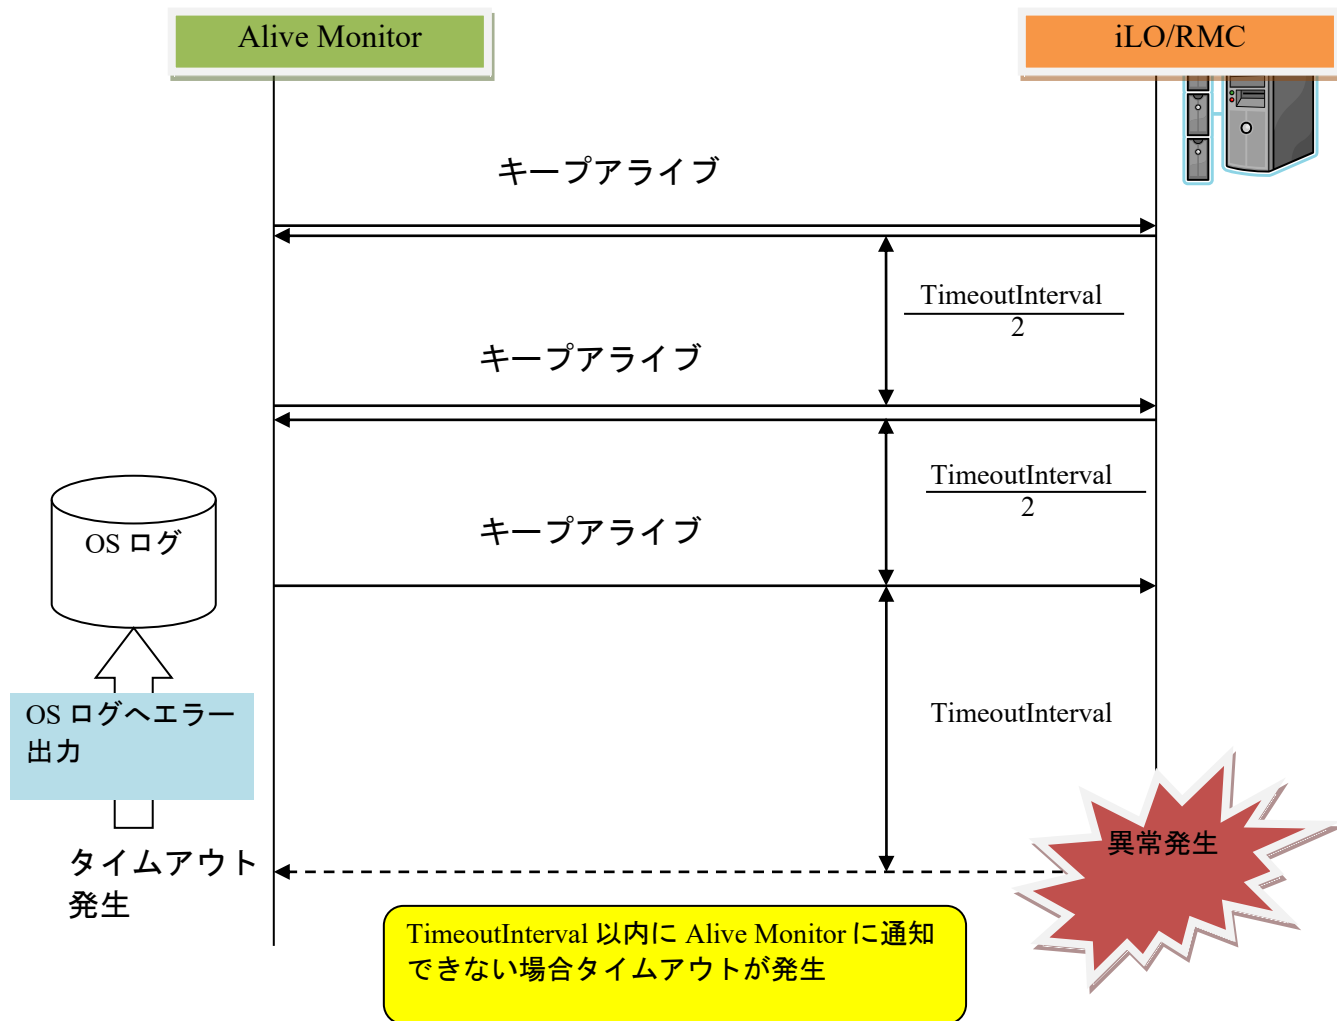 Alive Monitor
iLO/RMC
キープアライブ
TimeoutInterval
2
キープアライブ
TimeoutInterval
2
キープアライブ
OS ログ
OS ログへエラー
出力
TimeoutInterval
異常発生
タイムアウト
発生
TimeoutInterval 以内に Alive Monitor に通知
できない場合タイムアウトが発生